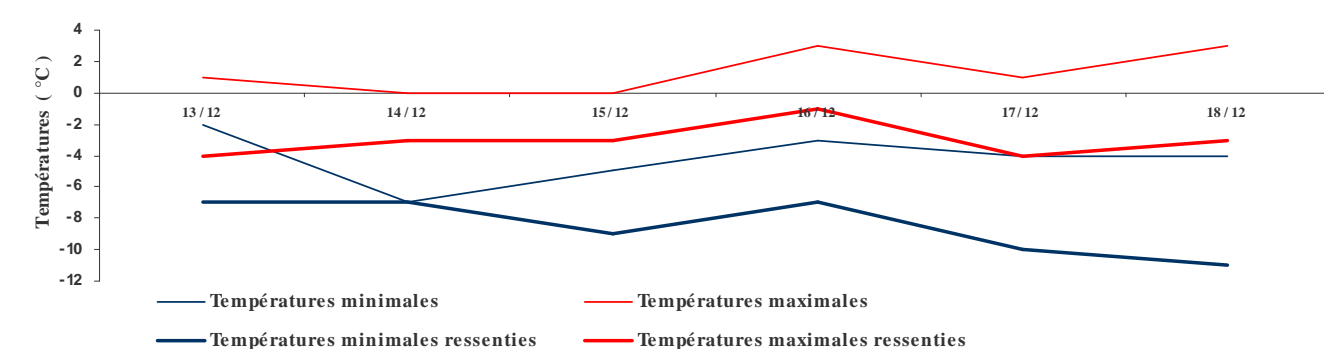 4
2
0
-2
-4
-6
-8
-10
-12
Températures ( °C )
13 / 12 14 / 12 15 / 12 16 / 12 17 / 12 18 / 12
Températures minimales Températures maximales
Températures minimales ressenties Températures maximales ressenties